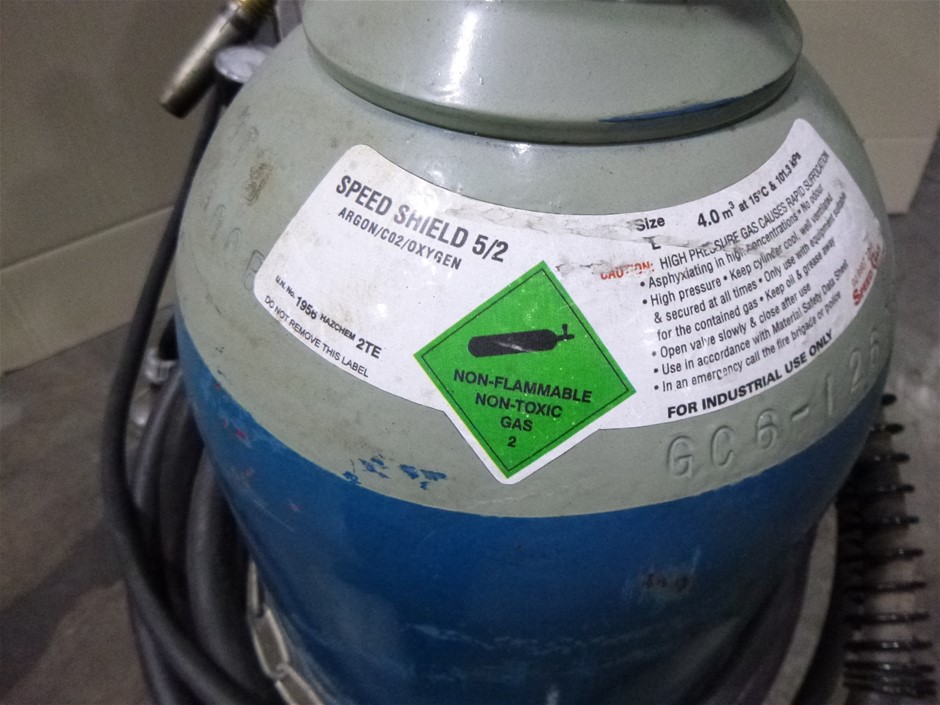 SPEED SHIELD 5/2
ARGON/CO2/OXYGEN
U.N. No. 1956 HAZCHEM 2TE
DO NOT REMOVE THIS LABEL
NON-FLAMMABLE
NON-TOXIC
GAS
2
Size 4.0 m³ at 15°C & 101.3 kPa
E
CAUTION: HIGH PRESSURE GAS CAUSES RAPID SUFFOCATION
• Asphyxiating in high concentrations • No odour
• High pressure • Keep cylinder cool, well ventilated
& secured at all times • Only use with equipment suitable
for the contained gas • Keep oil & grease away
• Open valve slowly & close after use
• Use in accordance with Material Safety Data Sheet
• In an emergency call the fire brigade or police
FOR INDUSTRIAL USE ONLY
GC6-126